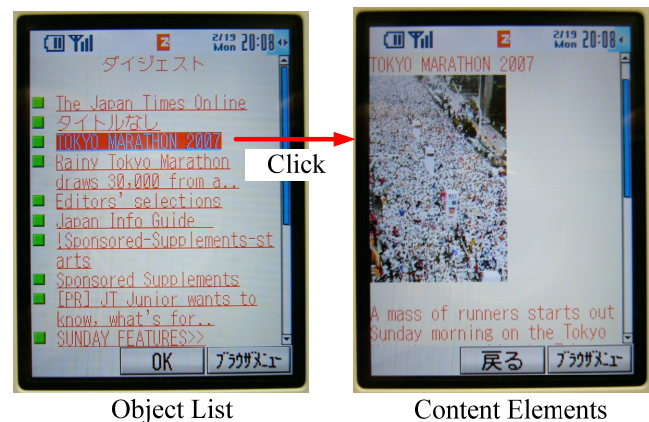 2/19
Mon 20:08
ダイジェスト
The Japan Times Online
タイトルなし
TOKYO MARATHON 2007
Rainy Tokyo Marathon
draws 30,000 from a..
Editors' selections
Japan Info Guide
!Sponsored-Supplements-st
arts
Sponsored Supplements
[PR] JT Junior wants to
know, what's for..
SUNDAY FEATURES>>
OK ブラウザメニュー
Click
2/19
Mon 20:08
TOKYO MARATHON 2007
A mass of runners starts out
Sunday morning on the Tokyo
戻る ブラウザメニュー
Object List
Content Elements